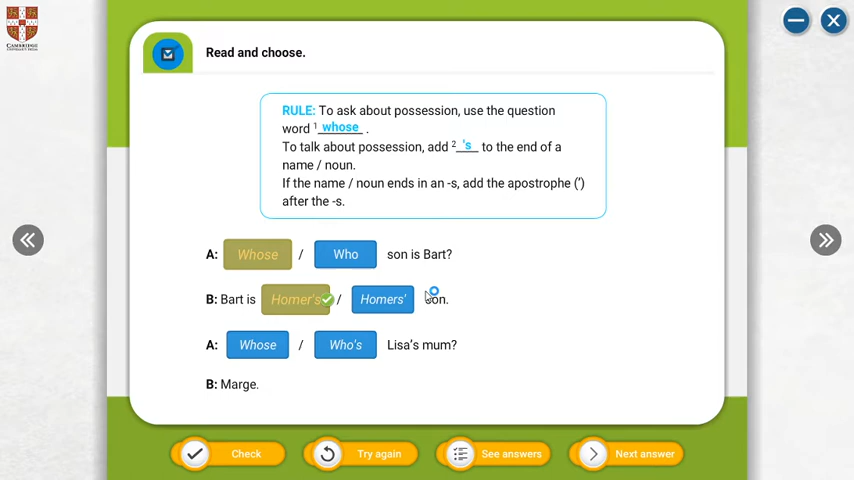 CAMBRIDGE
Read and choose.
RULE: To ask about possession, use the question
word 1 whose .
To talk about possession, add 2 's to the end of a
name / noun.
If the name / noun ends in an -s, add the apostrophe (’)
after the -s.
A: Whose / Who son is Bart?
B: Bart is Homer's / Homers' son.
A: Whose / Who's Lisa’s mum?
B: Marge.
Check Try again See answers Next answer